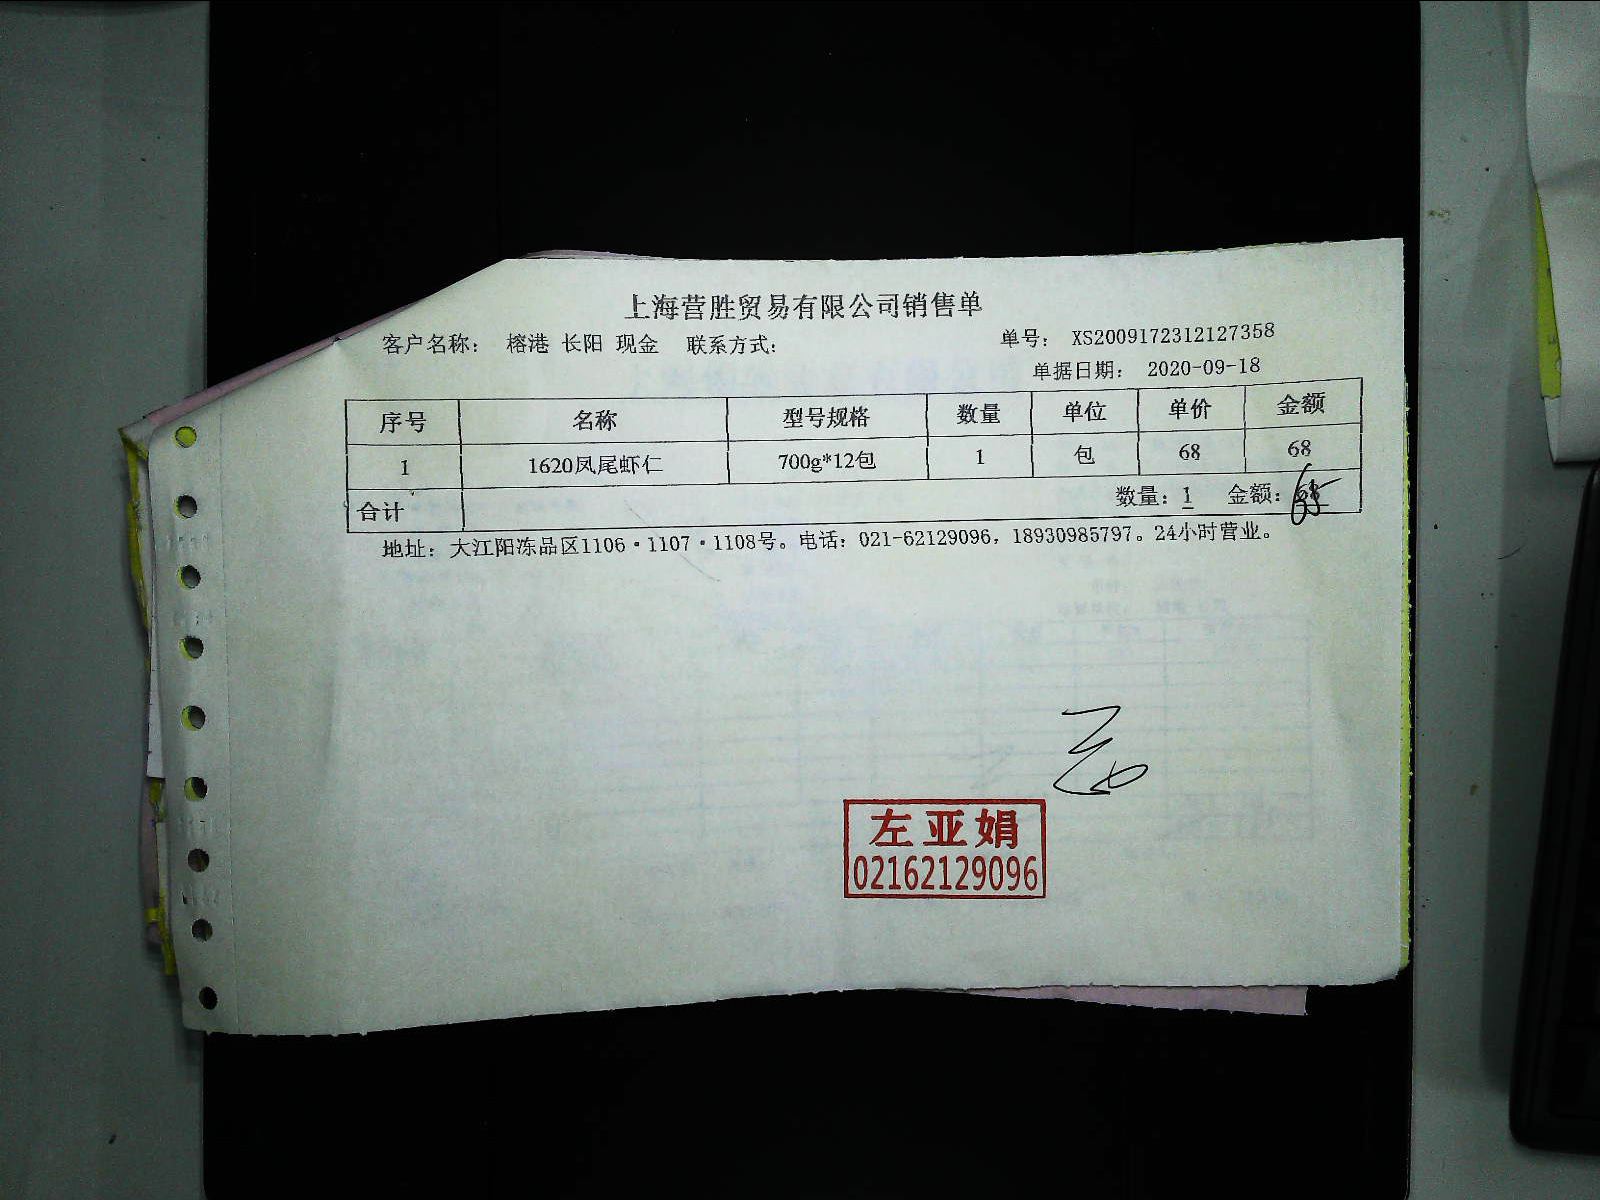 上海营胜贸易有限公司销售单
客户名称： 榕港 长阳 现金 联系方式： 单号： XS2009172312127358
单据日期： 2020-09-18
序号 名称 型号规格 数量 单位 单价 金额
1 1620凤尾虾仁 700g*12包 1 包 68 68
合计 数量：1 金额：65
地址：大江阳冻品区1106·1107·1108号。电话：021-62129096，18930985797。24小时营业。
左亚娟
02162129096